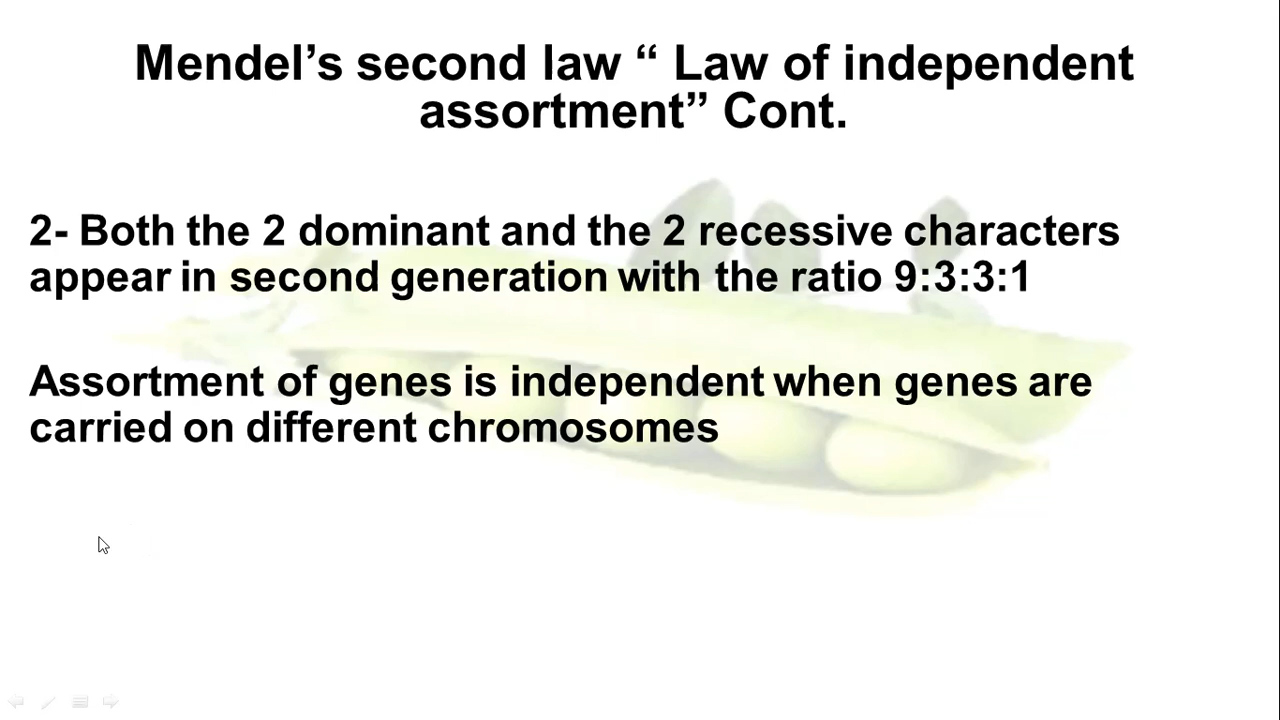 Mendel’s second law “ Law of independent
assortment” Cont.
2- Both the 2 dominant and the 2 recessive characters
appear in second generation with the ratio 9:3:3:1
Assortment of genes is independent when genes are
carried on different chromosomes